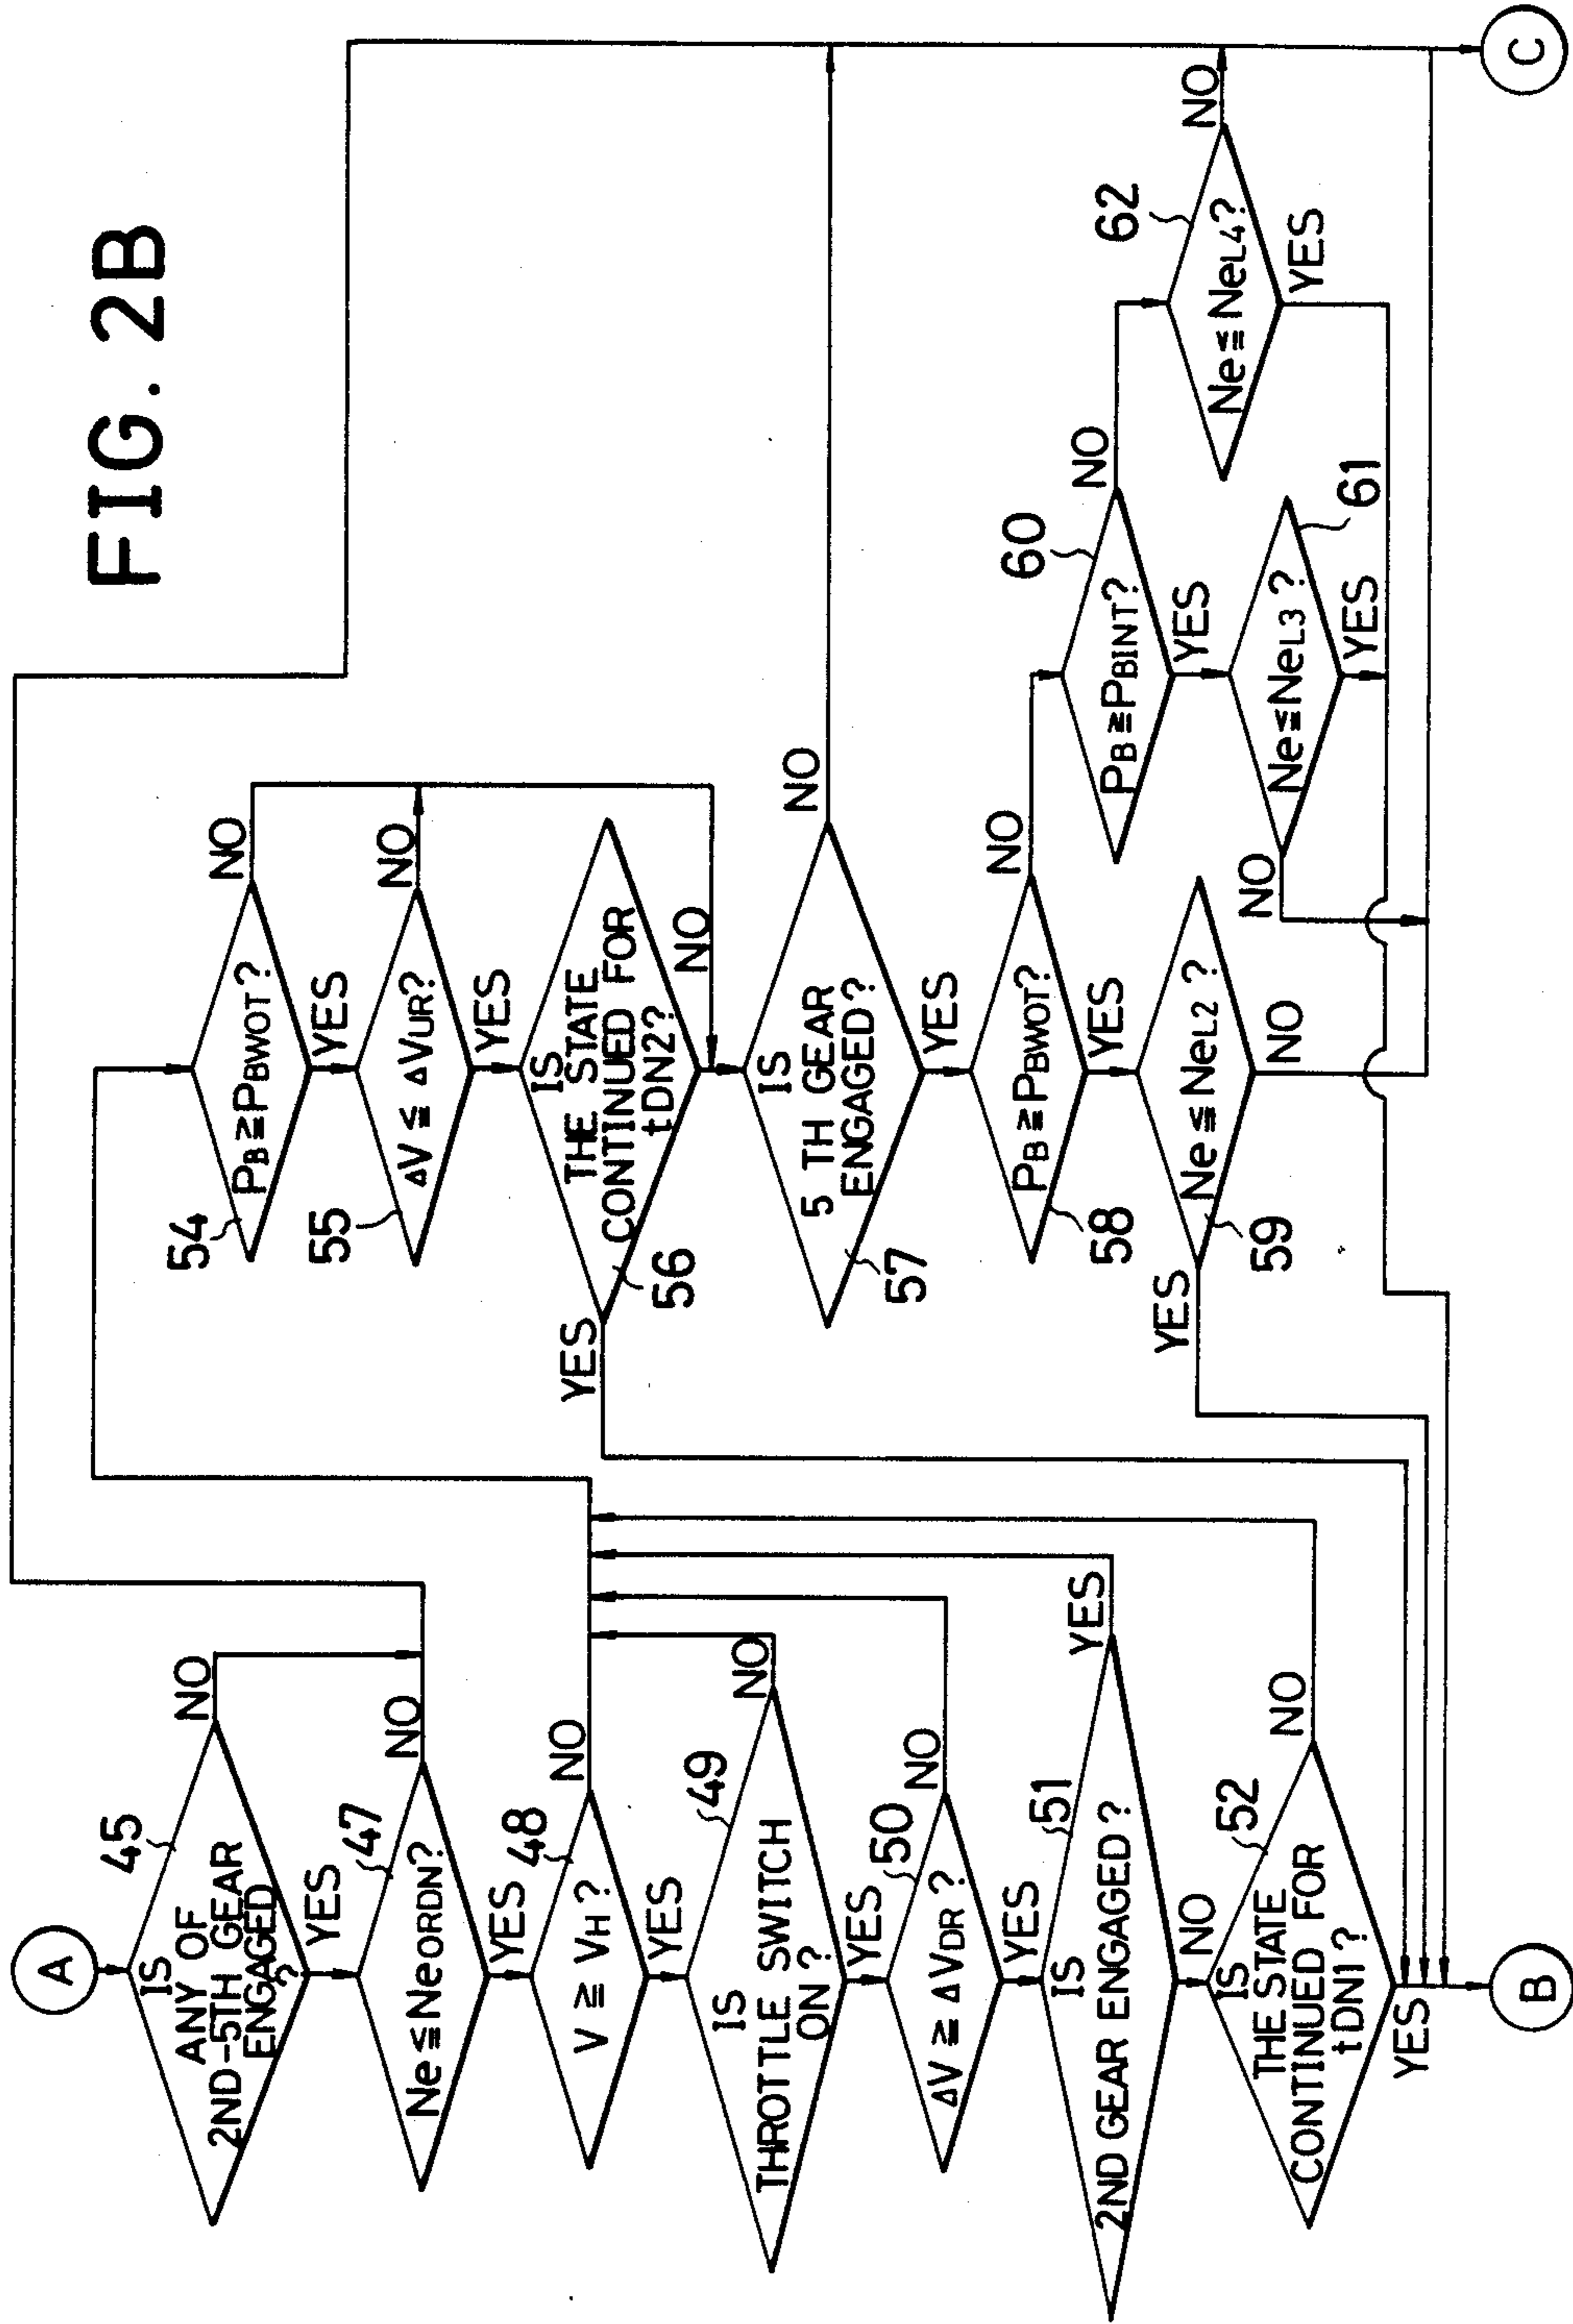 FIG. 2B
A
45
IS
ANY OF
2ND-5TH GEAR
ENGAGED
?
NO
YES
47
Ne≦NeORDN?
NO
YES
48
V ≧ VH ?
NO
YES
49
IS
THROTTLE SWITCH
ON ?
NO
YES
50
ΔV ≧ ΔVDR ?
NO
YES
51
IS
2ND GEAR ENGAGED?
YES
NO
52
IS
THE STATE
CONTINUED FOR
tDN1 ?
NO
YES
B
54
PB≧PBWOT?
NO
YES
55
ΔV ≦ ΔVUR?
NO
YES
56
IS
THE STATE
CONTINUED FOR
tDN2?
YES
NO
57
IS
5 TH GEAR
ENGAGED?
NO
YES
58
PB≧PBWOT?
NO
YES
59
Ne≦NeL2 ?
YES
NO
60
PB≧PBINT?
NO
YES
61
Ne≦NeL3 ?
NO
YES
62
Ne≦NeL4?
NO
YES
C